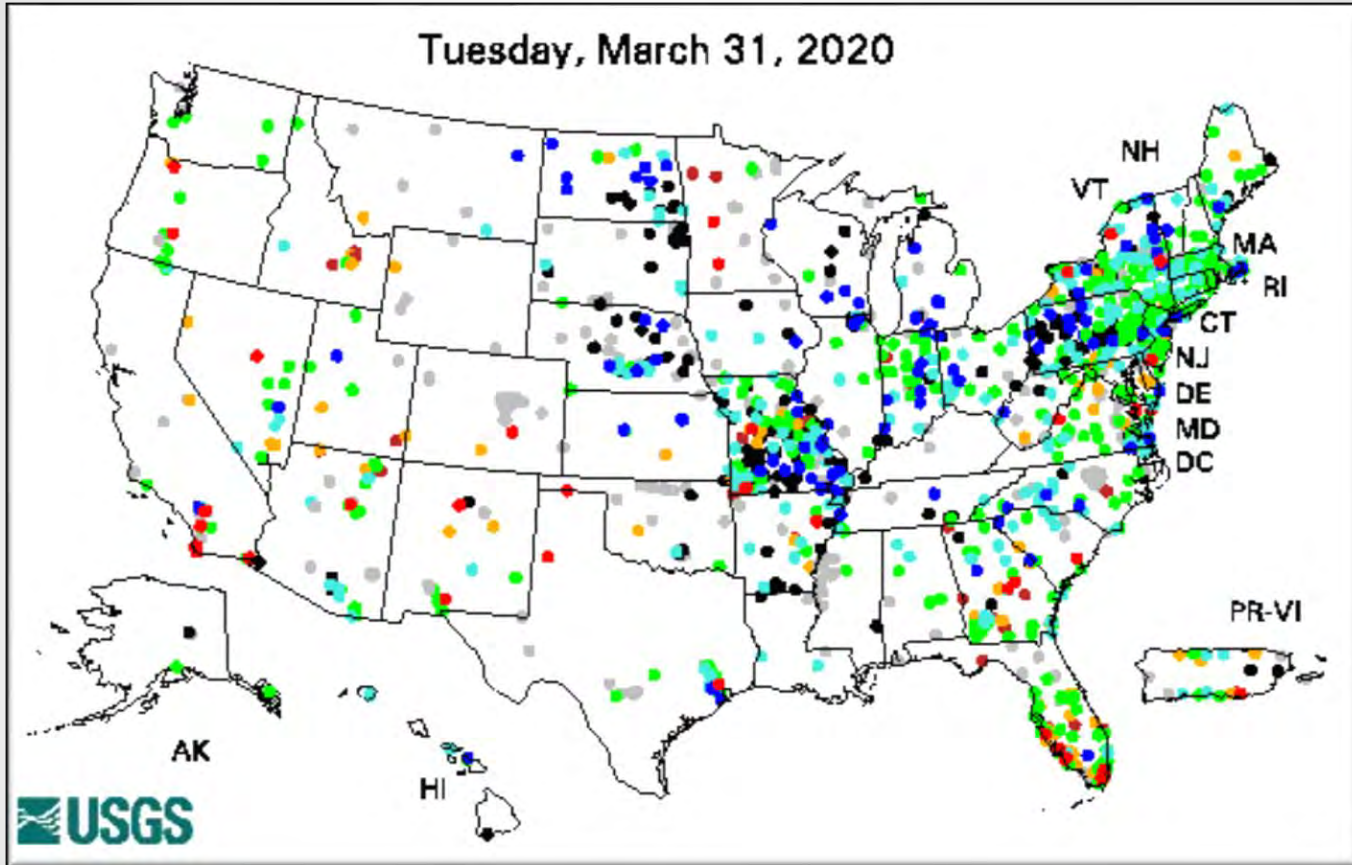 Tuesday, March 31, 2020
NH
VT
MA
RI
CT
NJ
DE
MD
DC
PR-VI
AK
HI
USGS